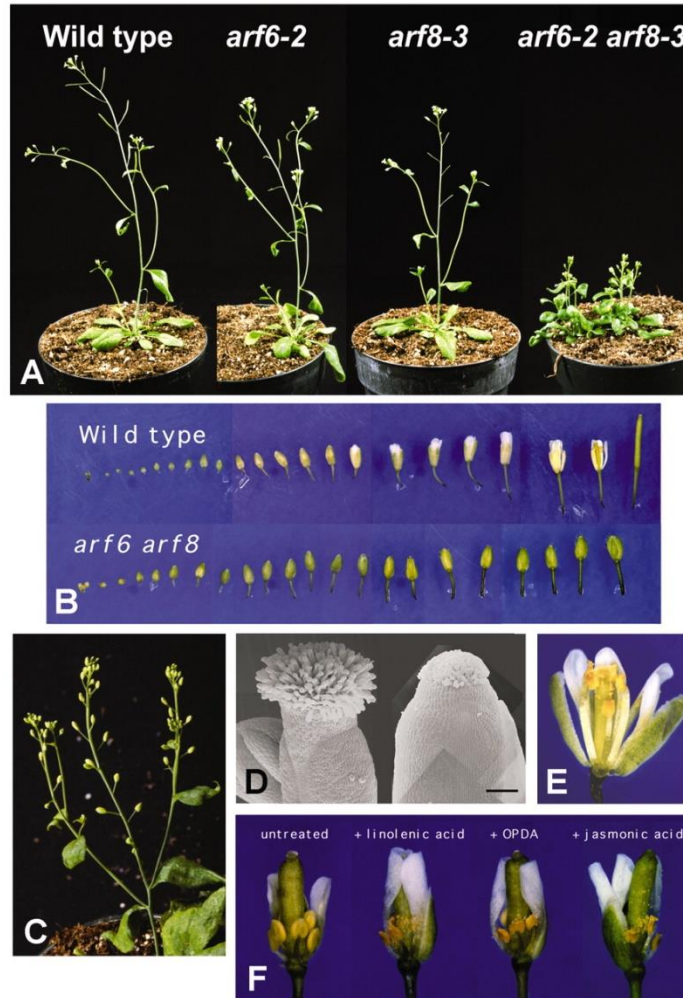 Wild type arf6-2 arf8-3 arf6-2 arf8-3
A
Wild type
arf6 arf8
B
C
D
E
untreated + linolenic acid + OPDA + jasmonic acid
F